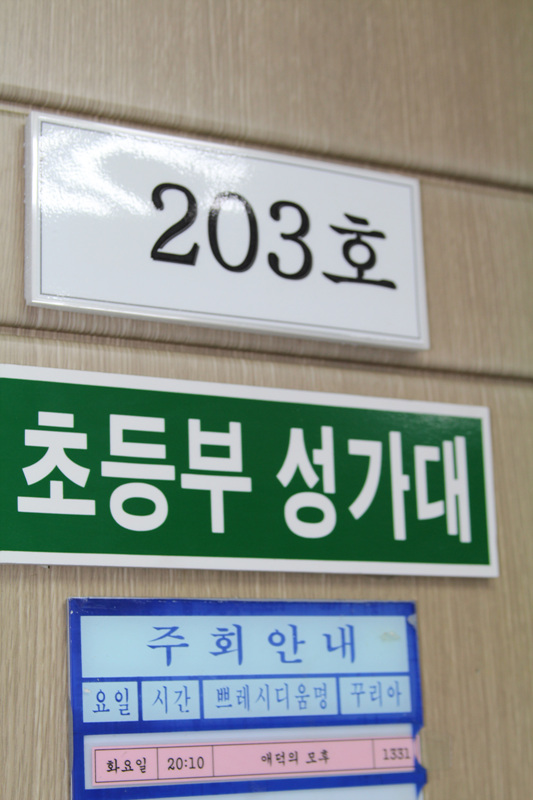 203호
초등부 성가대
주회안내
요일 시간 쁘레시디움명 꾸리아
화요일 20:10 애덕의 모후 1331